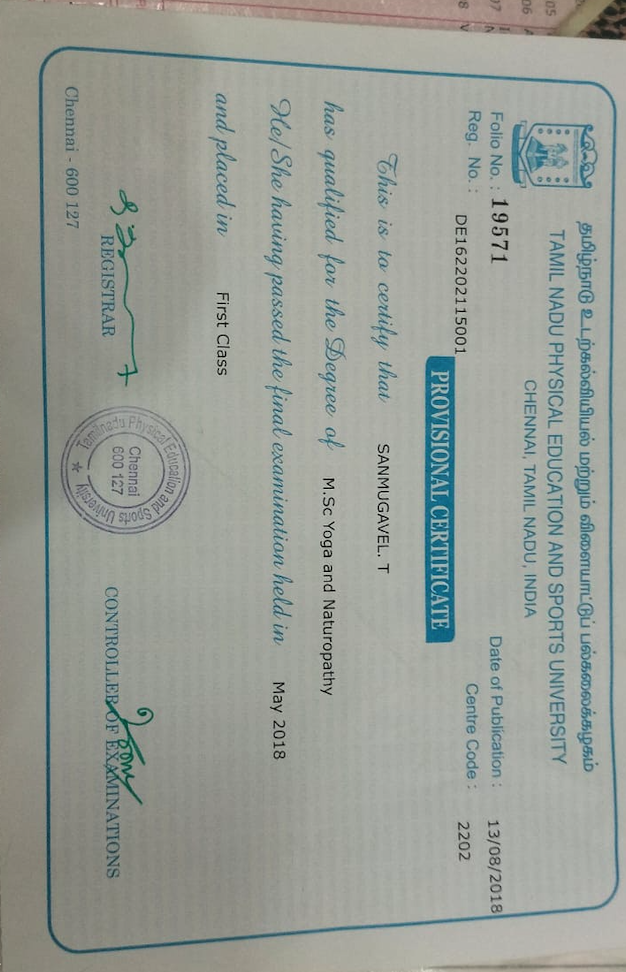 தமிழ்நாடு உடற்கல்வியியல் மற்றும் விளையாட்டுப் பல்கலைக்கழகம்
TAMIL NADU PHYSICAL EDUCATION AND SPORTS UNIVERSITY
CHENNAI, TAMIL NADU, INDIA
Folio No. : 19571 Date of Publication : 13/08/2018
Reg. No. : DE162202115001 Centre Code : 2202
PROVISIONAL CERTIFICATE
This is to certify that SANMUGAVEL. T
has qualified for the Degree of M.Sc Yoga and Naturopathy
He/She having passed the final examination held in May 2018
and placed in First Class
REGISTRAR
Tamilnadu Physical Education and Sports University
Chennai
600 127
CONTROLLER OF EXAMINATIONS
Chennai - 600 127